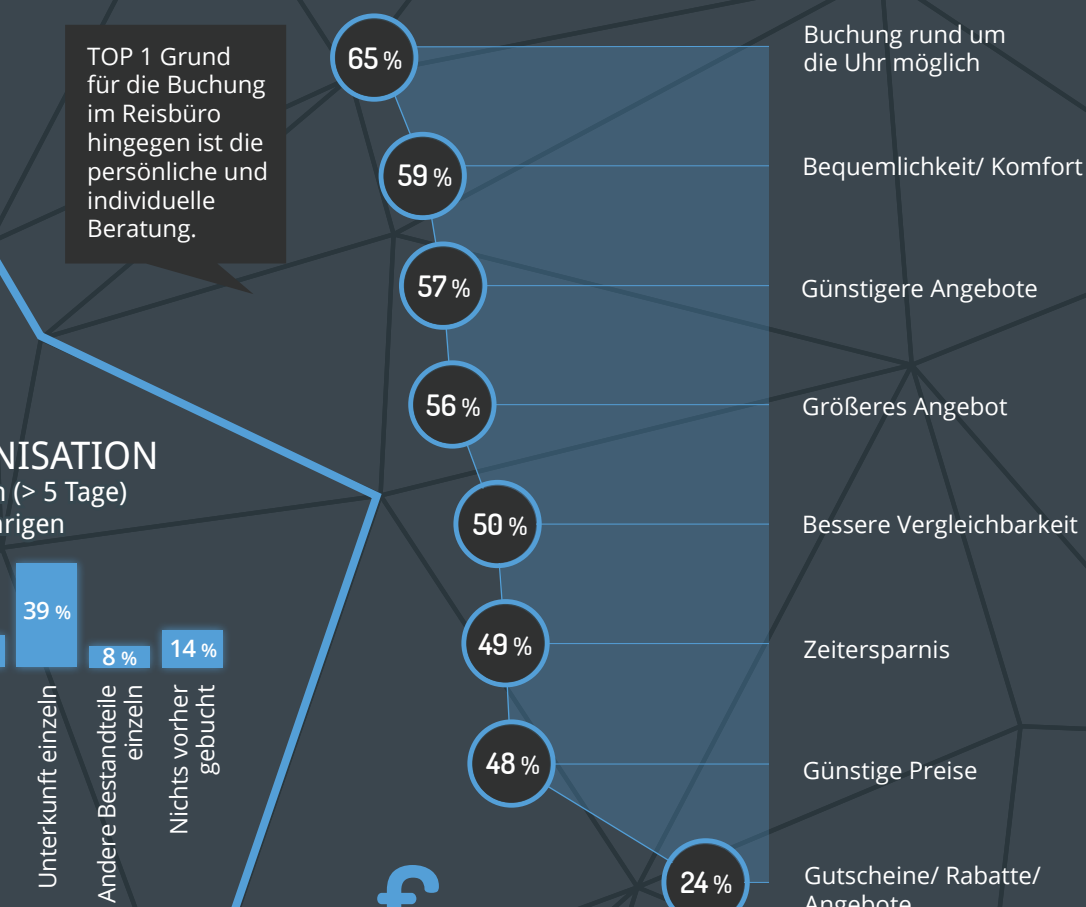 TOP 1 Grund
für die Buchung
im Reisbüro
hingegen ist die
persönliche und
individuelle
Beratung.
65 %
Buchung rund um
die Uhr möglich
59 %
Bequemlichkeit/ Komfort
57 %
Günstigere Angebote
56 %
Größeres Angebot
50 %
Bessere Vergleichbarkeit
49 %
Zeitersparnis
48 %
Günstige Preise
24 %
Gutscheine/ Rabatte/
Angebote
NISATION
n (> 5 Tage)
hrigen
39 %
8 %
14 %
Unterkunft einzeln
Andere Bestandteile
einzeln
Nichts vorher
gebucht
£